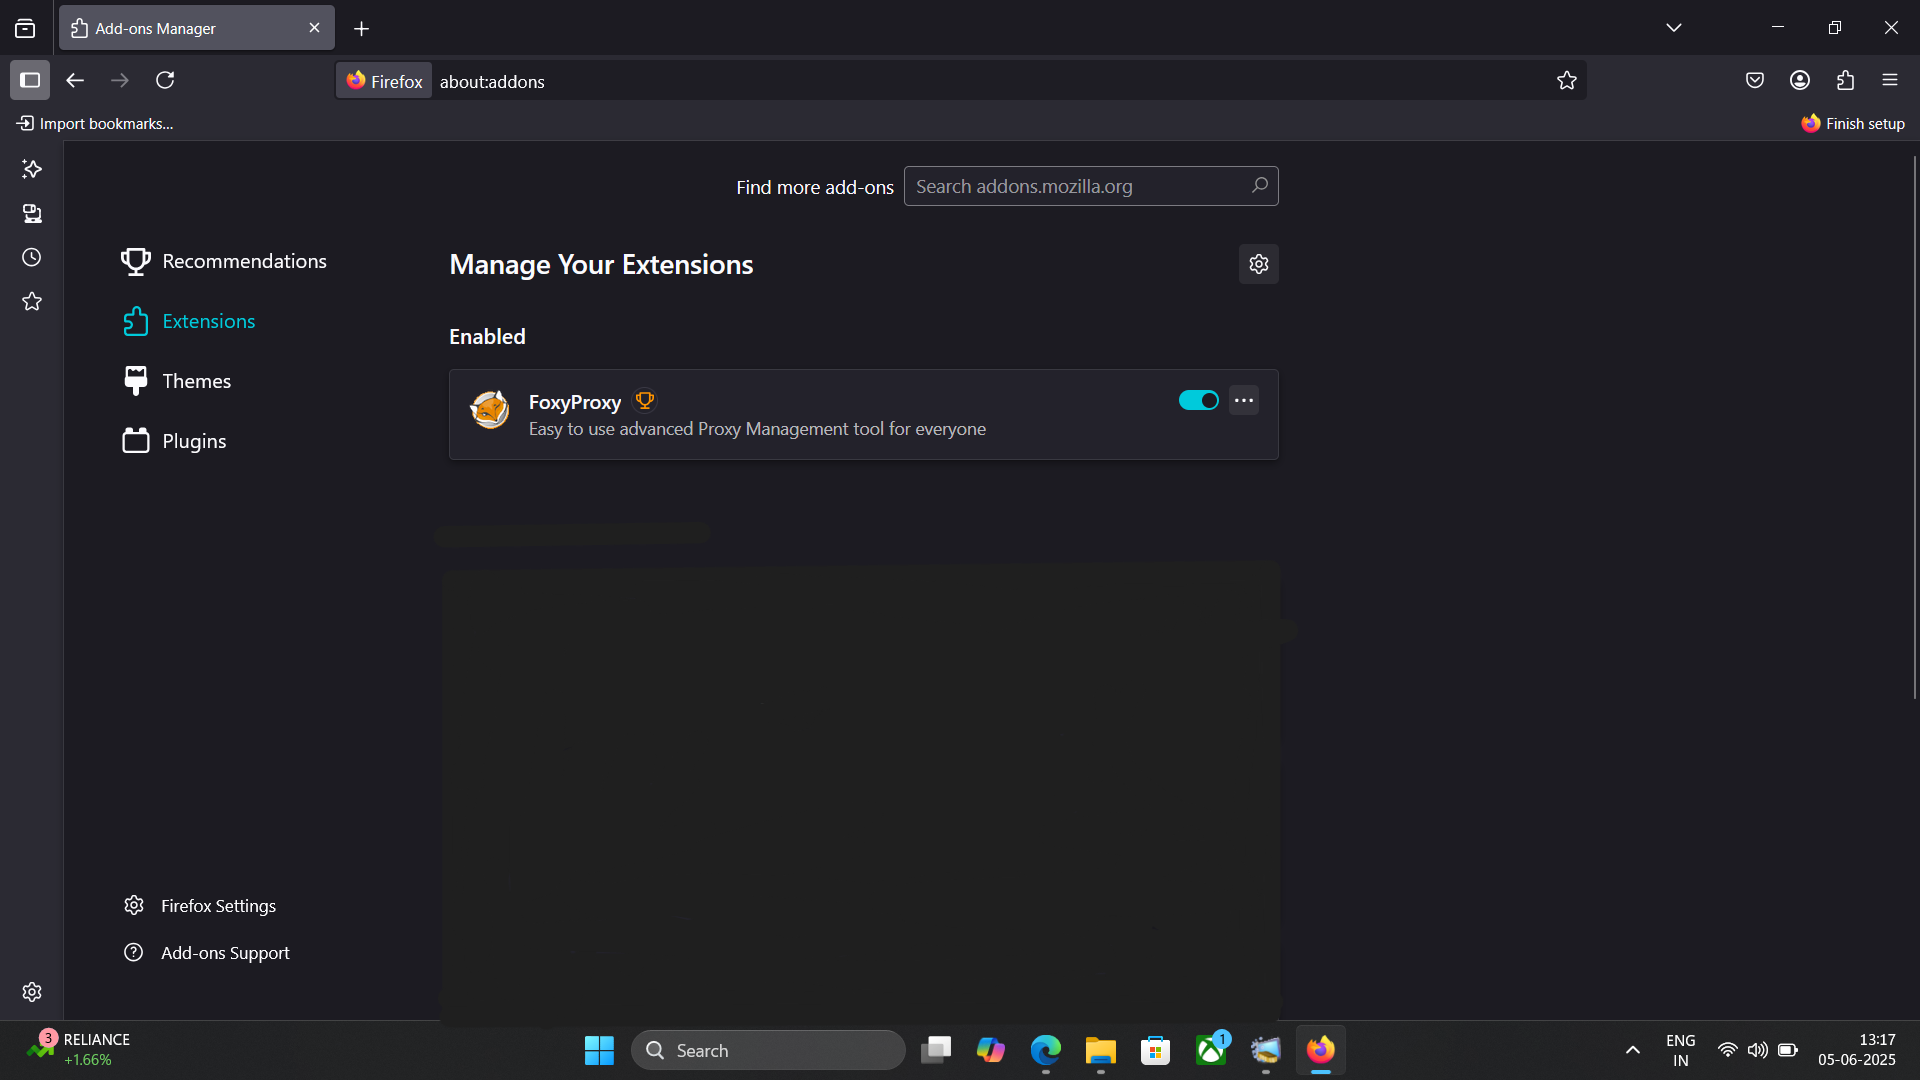 Add-ons Manager
Firefox about:addons
Import bookmarks...
Finish setup
Find more add-ons Search addons.mozilla.org
Recommendations
Extensions
Themes
Plugins
Firefox Settings
Add-ons Support
Manage Your Extensions
Enabled
FoxyProxy
Easy to use advanced Proxy Management tool for everyone
3 RELIANCE
+1.66%
Search
1
ENG
IN
13:17
05-06-2025